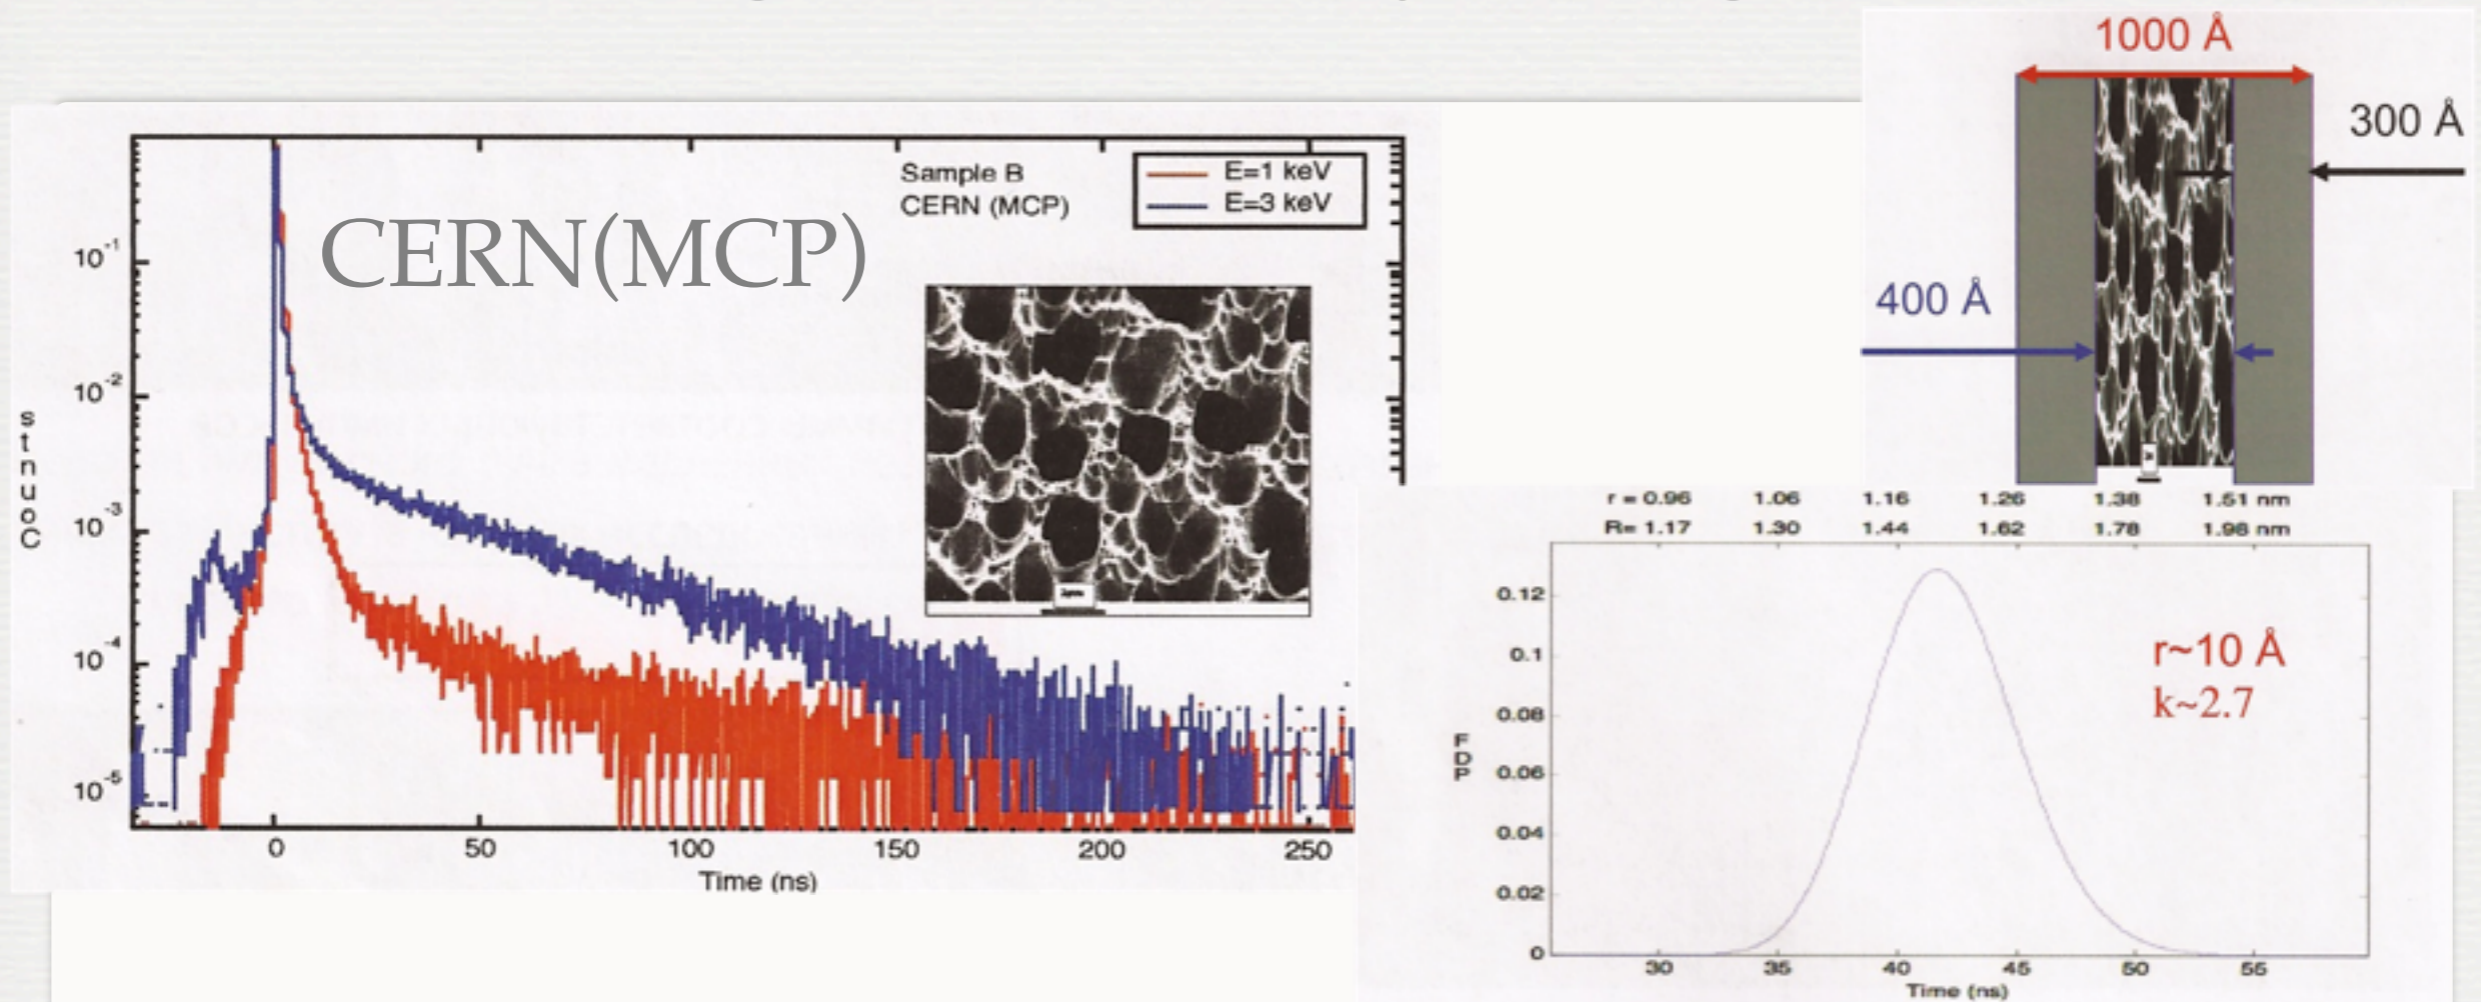 1000 Å
300 Å
400 Å
Sample B
CERN (MCP)
E=1 keV
E=3 keV
CERN(MCP)
10-1
10-2
10-3
10-4
10-5
Counts
0 50 100 150 200 250
Time (ns)
r = 0.96 1.06 1.16 1.26 1.38 1.51 nm
R= 1.17 1.30 1.44 1.62 1.78 1.98 nm
0.12
0.1
0.08
0.06
0.04
0.02
0
PDF
r~10 Å
k~2.7
30 35 40 45 50 55
Time (ns)